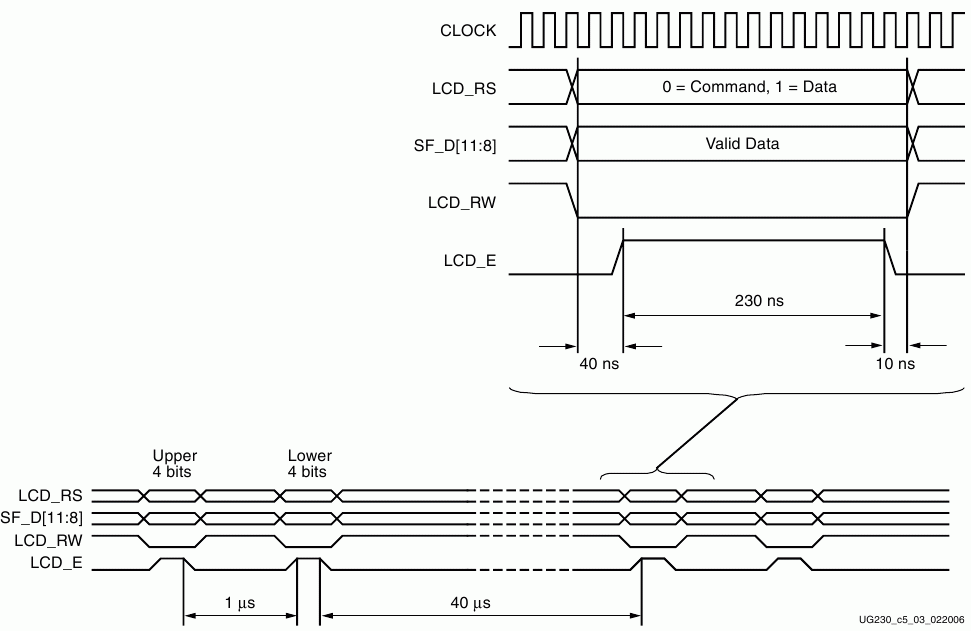 CLOCK
LCD_RS
0 = Command, 1 = Data
SF_D[11:8]
Valid Data
LCD_RW
LCD_E
230 ns
40 ns
10 ns
Upper
4 bits
Lower
4 bits
LCD_RS
SF_D[11:8]
LCD_RW
LCD_E
1 µs
40 µs
UG230_c5_03_022006